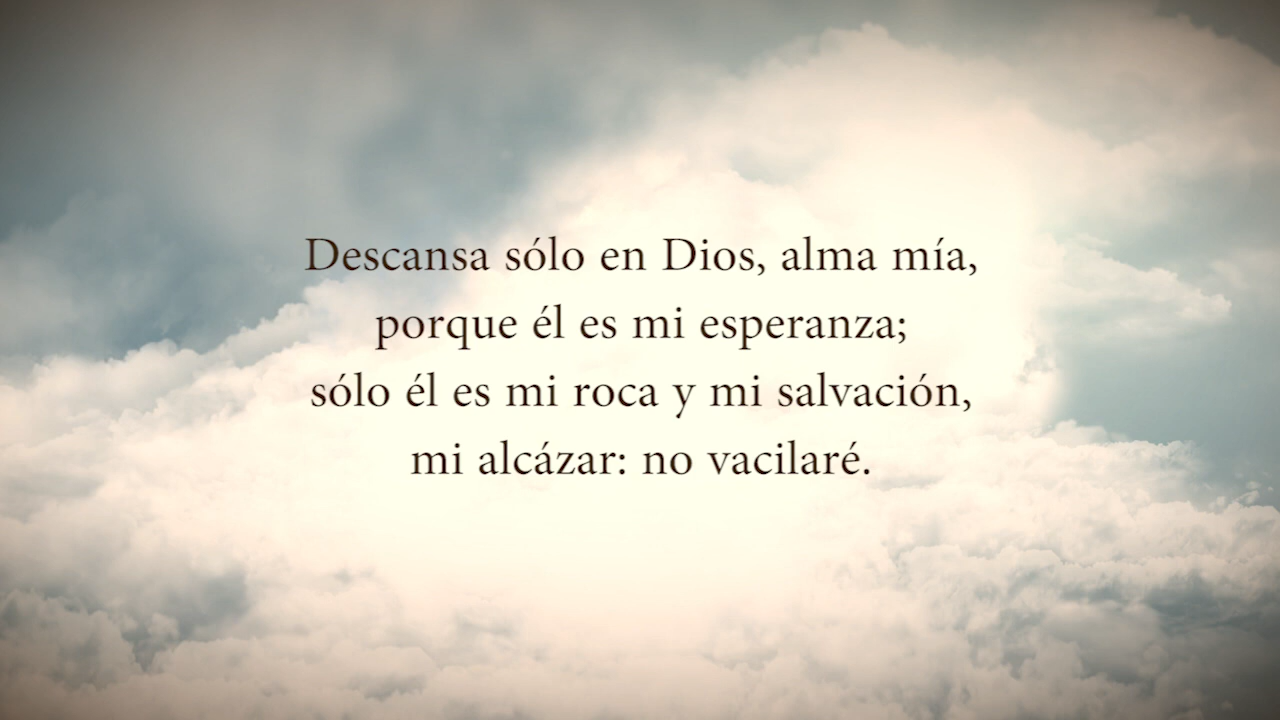 Descansa sólo en Dios, alma mía,
porque él es mi esperanza;
sólo él es mi roca y mi salvación,
mi alcázar: no vacilaré.